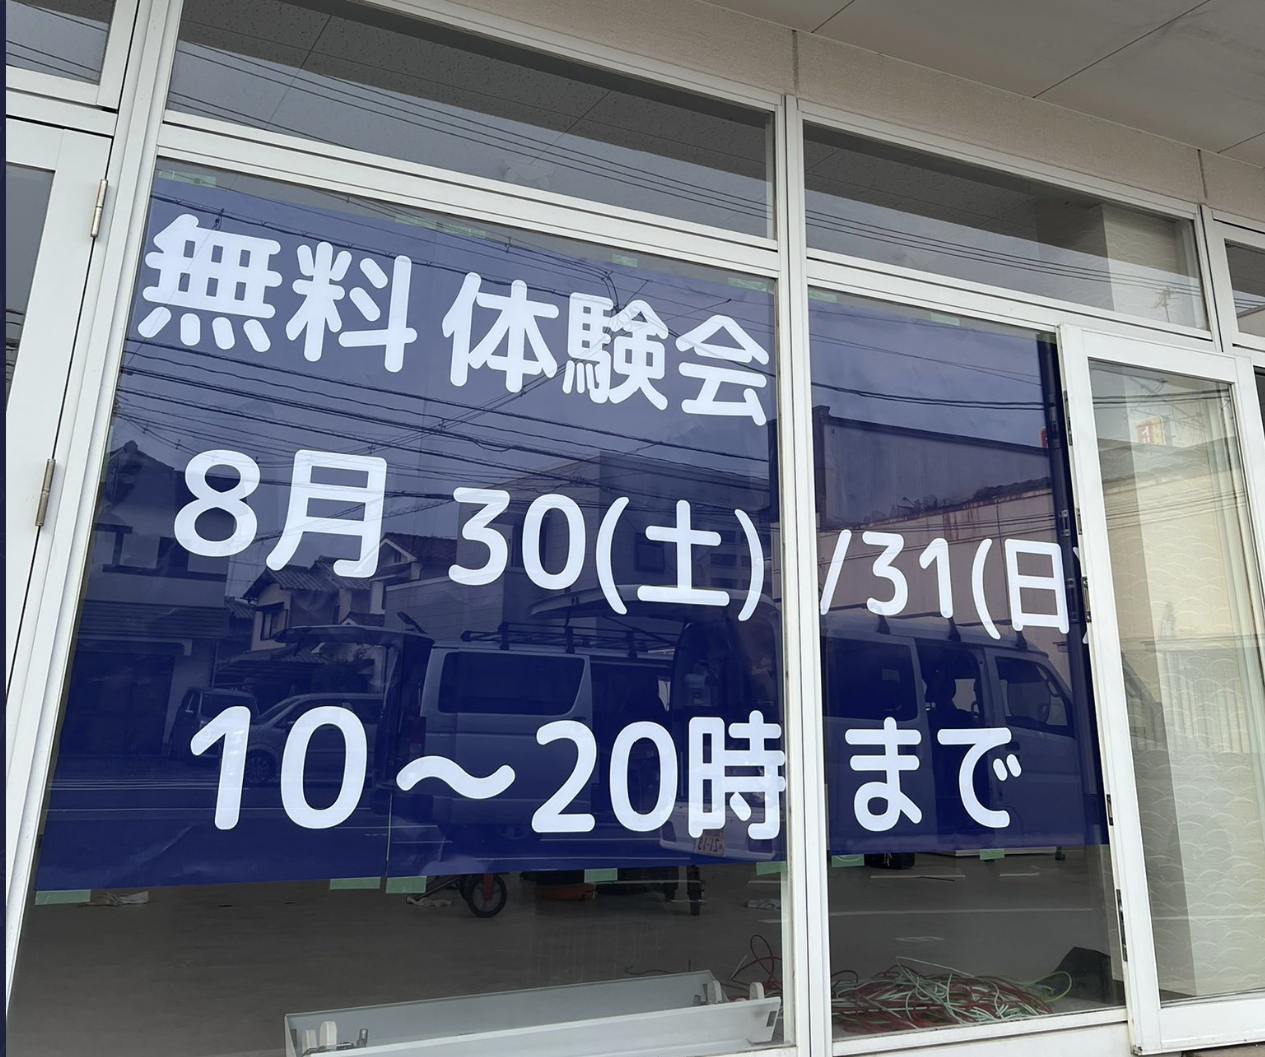 無料 体験会
8月 30(土) /31(日)
10〜20時 まで